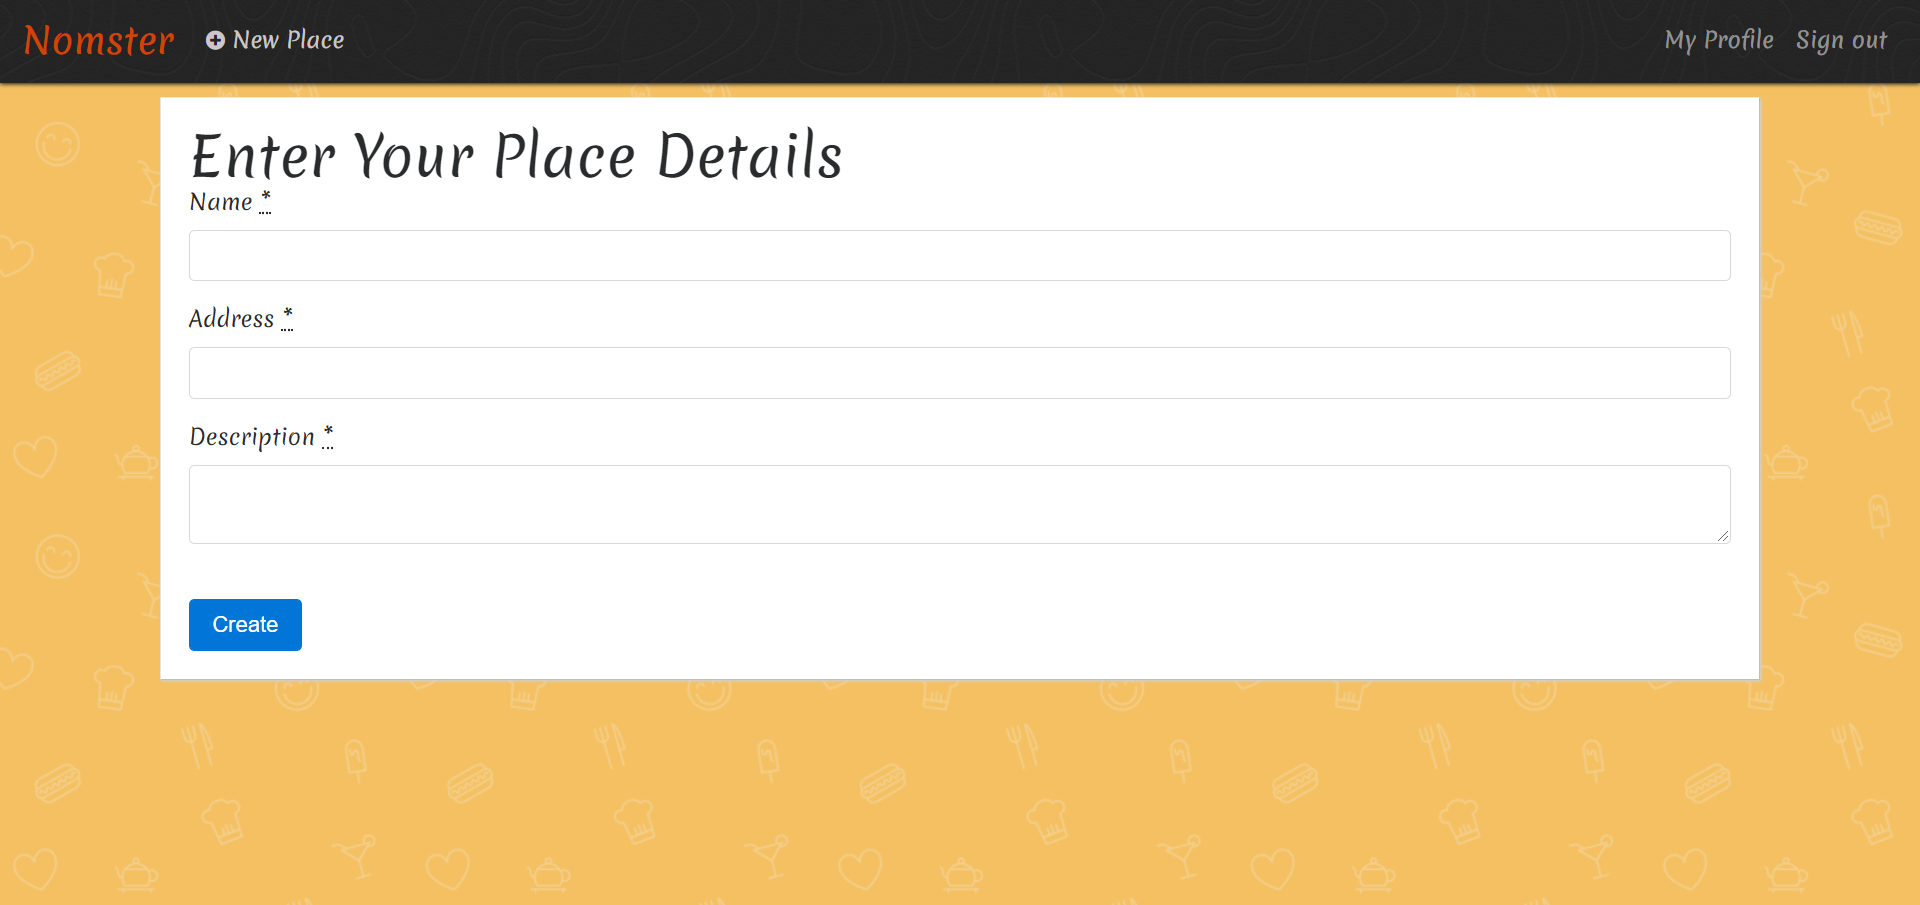 Nomster New Place My Profile Sign out
Enter Your Place Details
Name *
Address *
Description *
Create